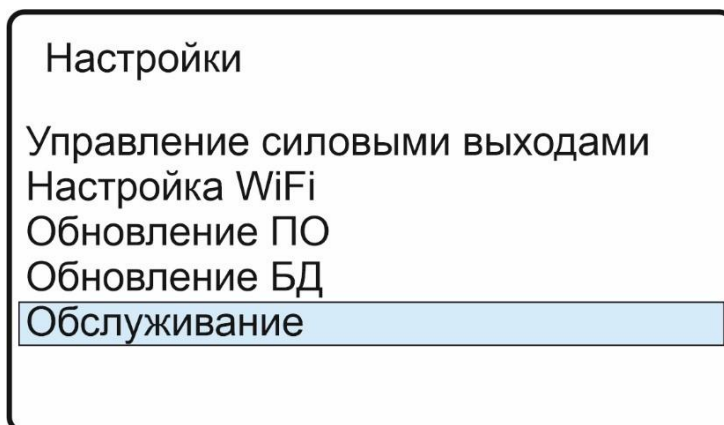 Настройки
Управление силовыми выходами
Настройка WiFi
Обновление ПО
Обновление БД
Обслуживание